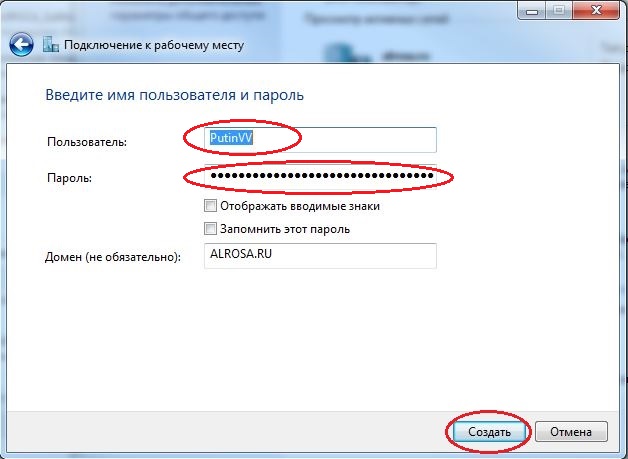 Подключение к рабочему месту
Введите имя пользователя и пароль
Пользователь: PutinVV
Пароль: ●●●●●●●●●●●●●●●●●●●●●●●●●●●●●●●●
Отображать вводимые знаки
Запомнить этот пароль
Домен (не обязательно): ALROSA.RU
Создать Отмена